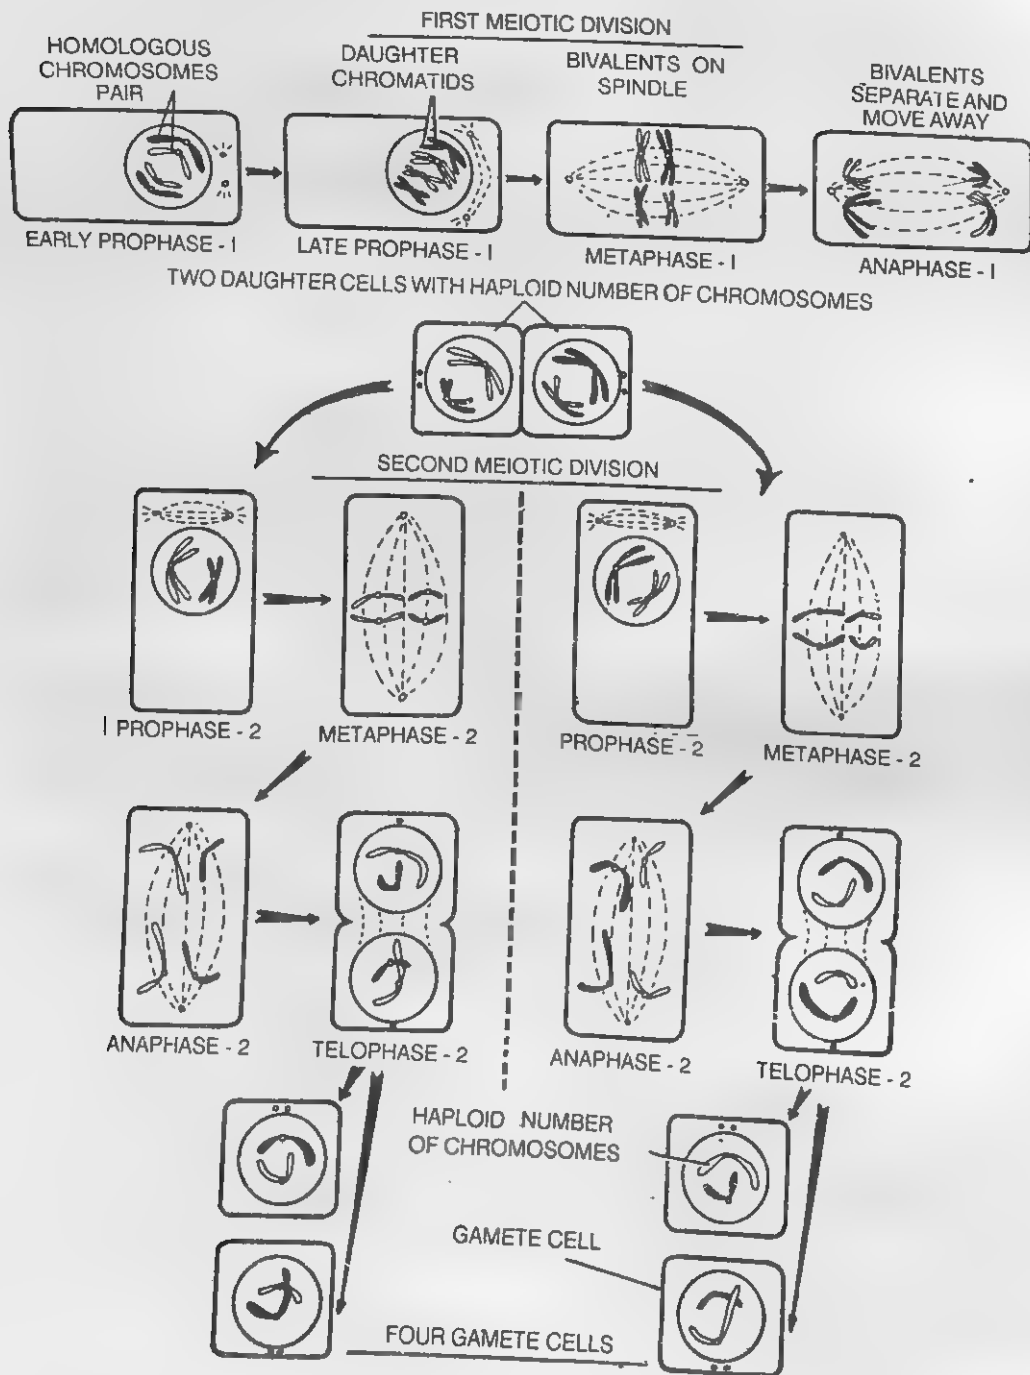 FIRST MEIOTIC DIVISION
HOMOLOGOUS
CHROMOSOMES
PAIR
DAUGHTER
CHROMATIDS
BIVALENTS ON
SPINDLE
BIVALENTS
SEPARATE AND
MOVE AWAY
EARLY PROPHASE - I
LATE PROPHASE - I
METAPHASE - I
ANAPHASE - I
TWO DAUGHTER CELLS WITH HAPLOID NUMBER OF CHROMOSOMES
SECOND MEIOTIC DIVISION
PROPHASE - 2
METAPHASE - 2
PROPHASE - 2
METAPHASE - 2
ANAPHASE - 2
TELOPHASE - 2
ANAPHASE - 2
TELOPHASE - 2
HAPLOID NUMBER
OF CHROMOSOMES
GAMETE CELL
FOUR GAMETE CELLS